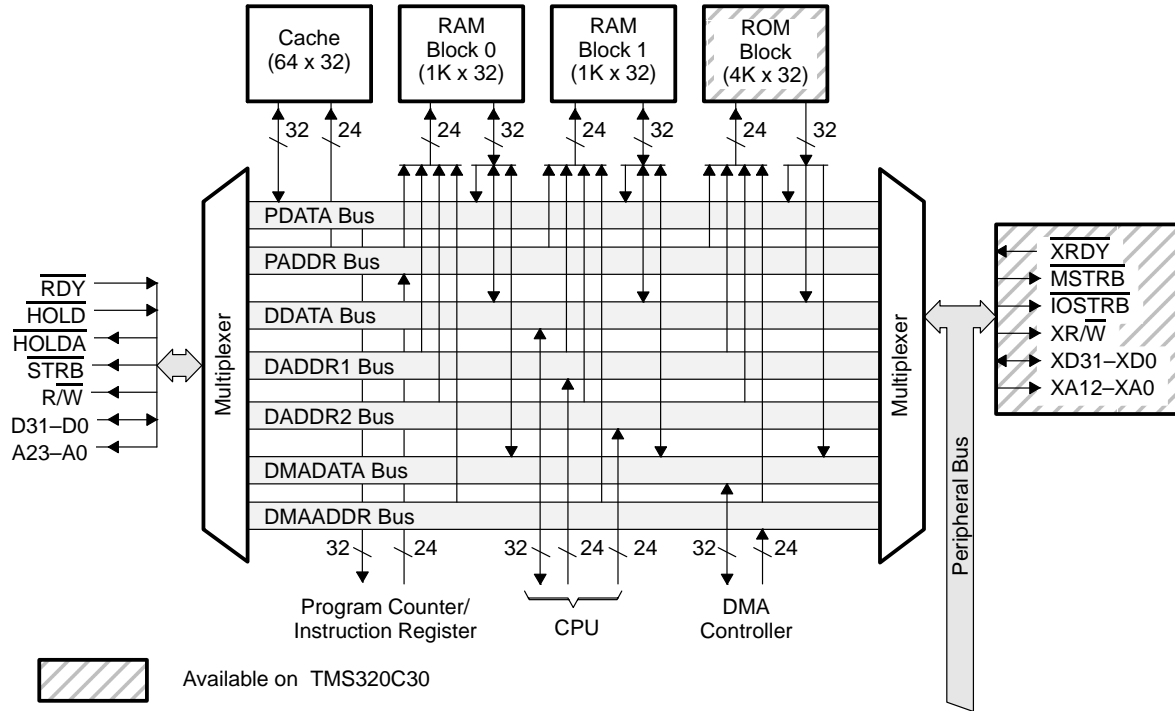 Cache
(64 x 32)
RAM
Block 0
(1K x 32)
RAM
Block 1
(1K x 32)
ROM
Block
(4K x 32)
32
24
24
32
24
32
24
32
Multiplexer
PDATA Bus
PADDR Bus
DDATA Bus
DADDR1 Bus
DADDR2 Bus
DMADATA Bus
DMAADDR Bus
Multiplexer
RDY
HOLD
HOLDA
STRB
R/W
D31–D0
A23–A0
XRDY
MSTRB
IOSTRB
XR/W
XD31–XD0
XA12–XA0
Peripheral Bus
32
24
32
24
24
32
24
Program Counter/
Instruction Register
CPU
DMA
Controller
Available on TMS320C30